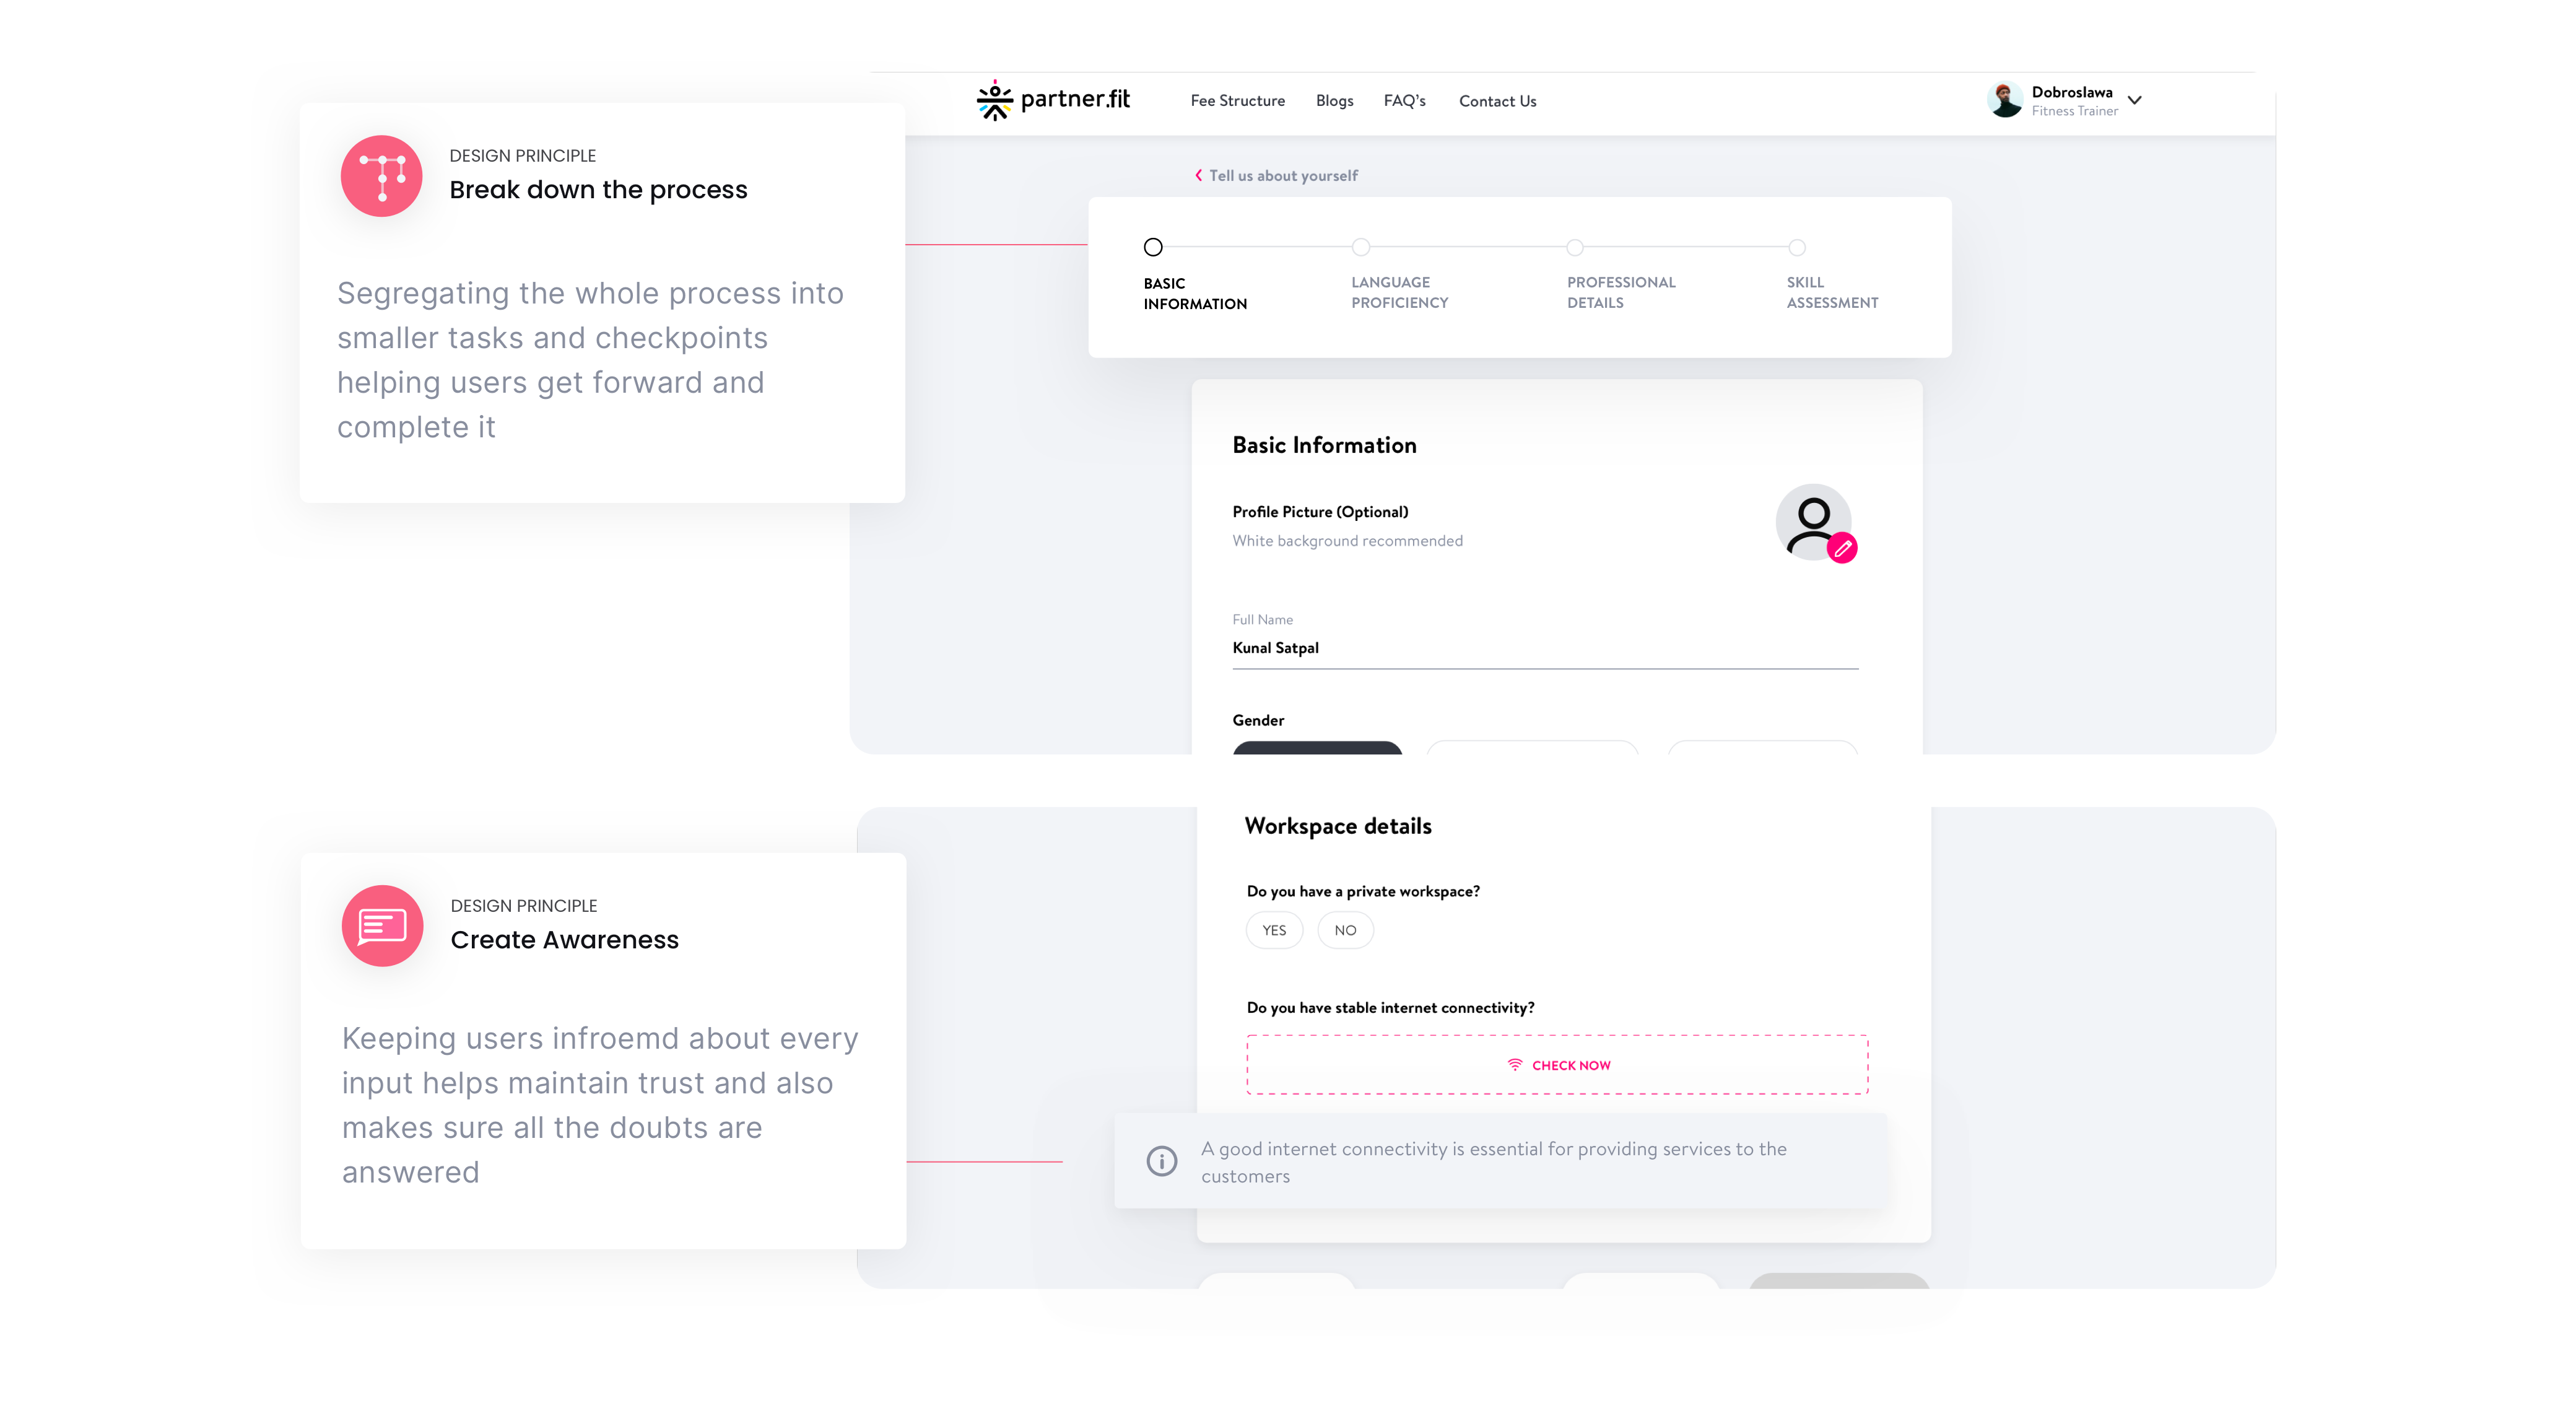 partner.fit
Fee Structure
Blogs
FAQ's
Contact Us
Dobroslawa
Fitness Trainer
DESIGN PRINCIPLE
Break down the process
Segregating the whole process into
smaller tasks and checkpoints
helping users get forward and
complete it
Tell us about yourself
BASIC
INFORMATION
LANGUAGE
PROFICIENCY
PROFESSIONAL
DETAILS
SKILL
ASSESSMENT
Basic Information
Profile Picture (Optional)
White background recommended
Full Name
Kunal Satpal
Gender
DESIGN PRINCIPLE
Create Awareness
Keeping users infroemd about every
input helps maintain trust and also
makes sure all the doubts are
answered
Workspace details
Do you have a private workspace?
YES
NO
Do you have stable internet connectivity?
CHECK NOW
A good internet connectivity is essential for providing services to the
customers